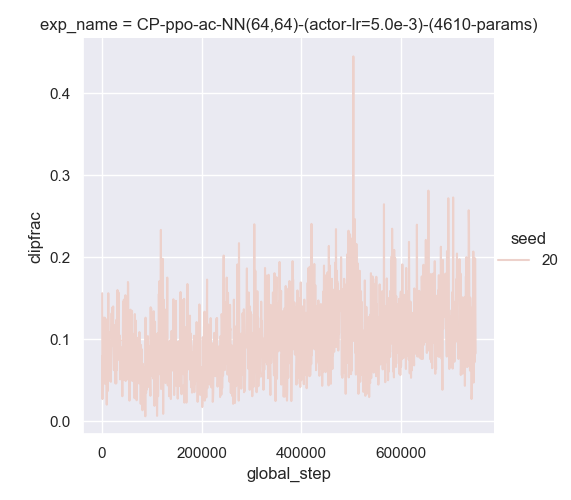 exp_name = CP-ppo-ac-NN(64,64)-(actor-lr=5.0e-3)-(4610-params)
0.4
0.3
0.2
0.1
0.0
clipfrac
seed
20
0
200000
400000
600000
global_step